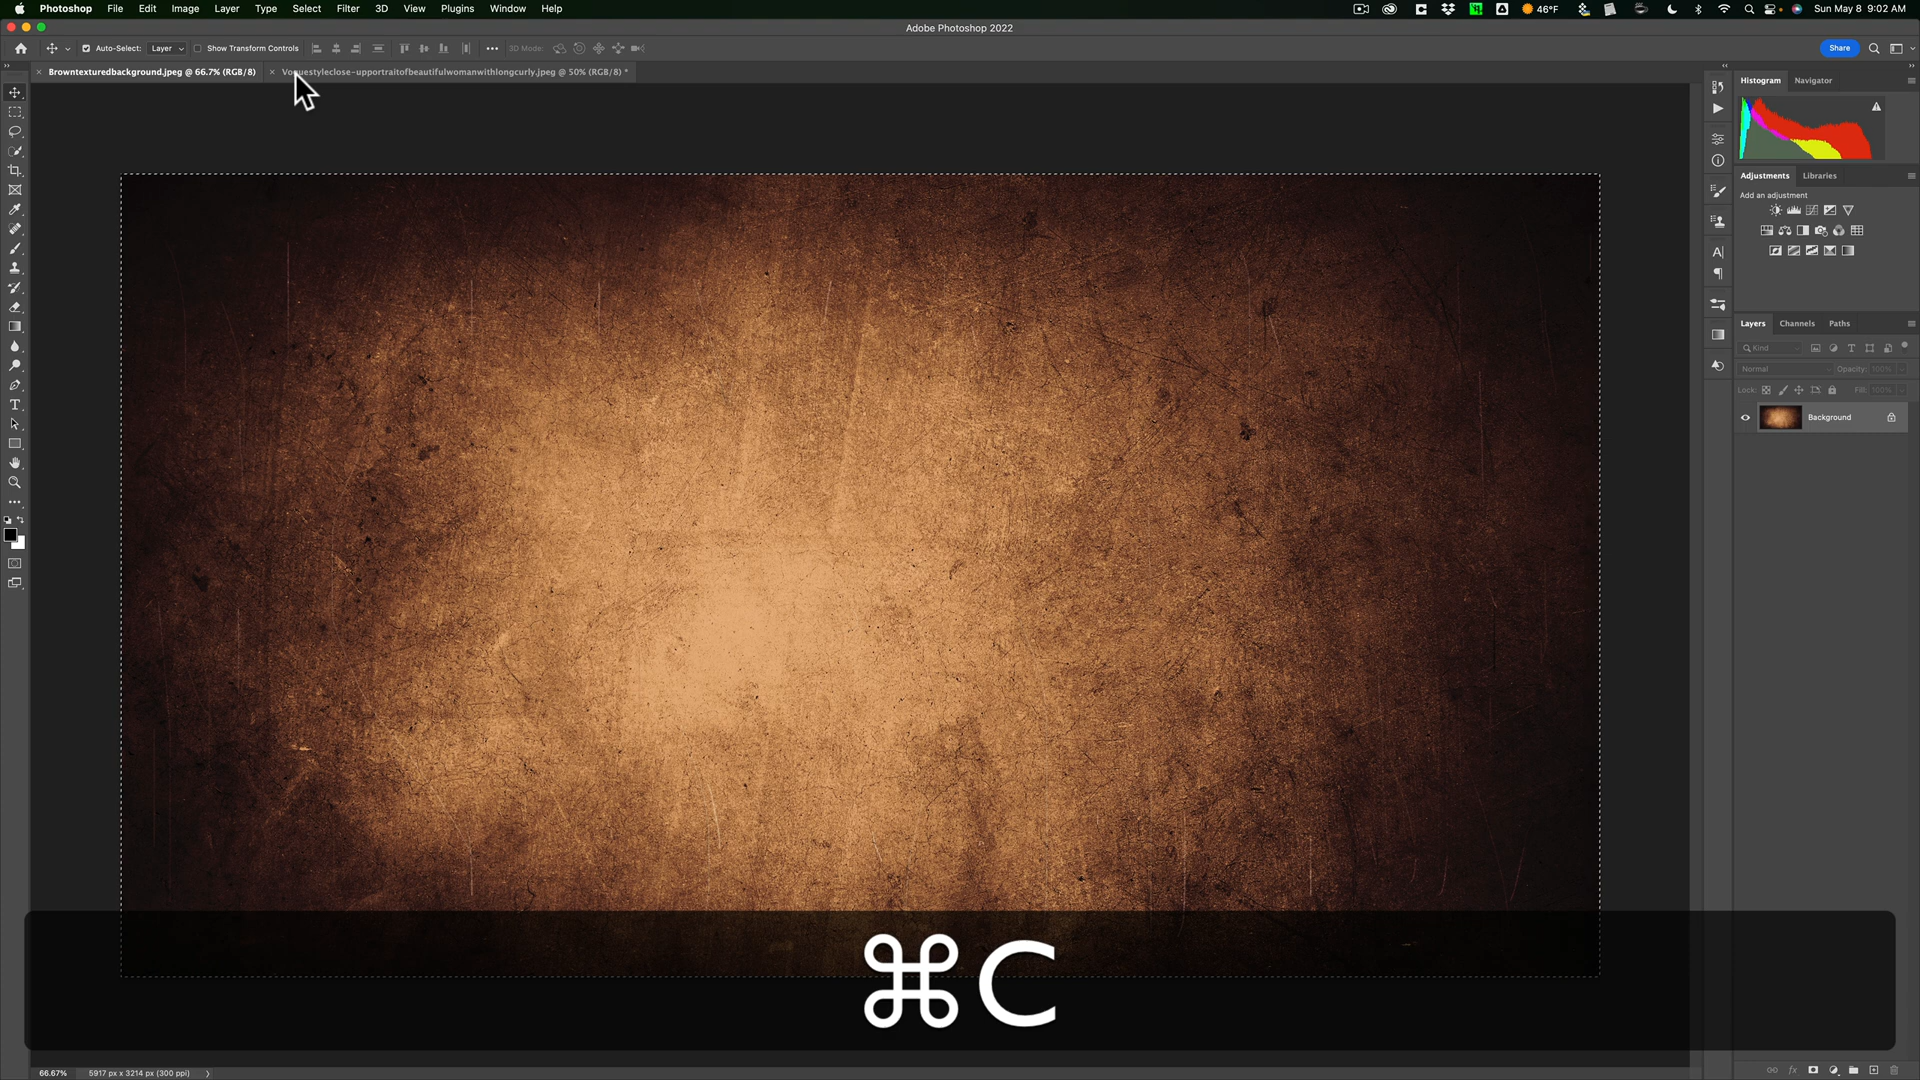 Photoshop File Edit Image Layer Type Select Filter 3D View Plugins Window Help 46°F Sun May 8 9:02 AM
Adobe Photoshop 2022
Auto-Select: Layer Show Transform Controls 3D Mode: Share
Browntexturedbackground.jpeg @ 66.7% (RGB/8) Voguestyleclose-upportraitofbeautifulwomanwithlongcurly.jpeg @ 50% (RGB/8) *
Histogram Navigator
Adjustments Libraries
Add an adjustment
Layers Channels Paths
Kind
Normal Opacity: 100%
Lock: Fill: 100%
Background
⌘C
66.67% 5917 px x 3214 px (300 ppi)